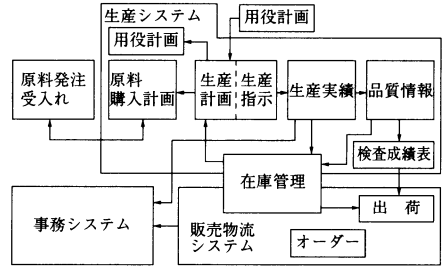 生産システム
用役計画
用役計画
原料発注
受入れ
原料
購入計画
生産
計画
生産
指示
生産実績
品質情報
検査成績表
在庫管理
事務システム
販売物流
システム
出荷
オーダー